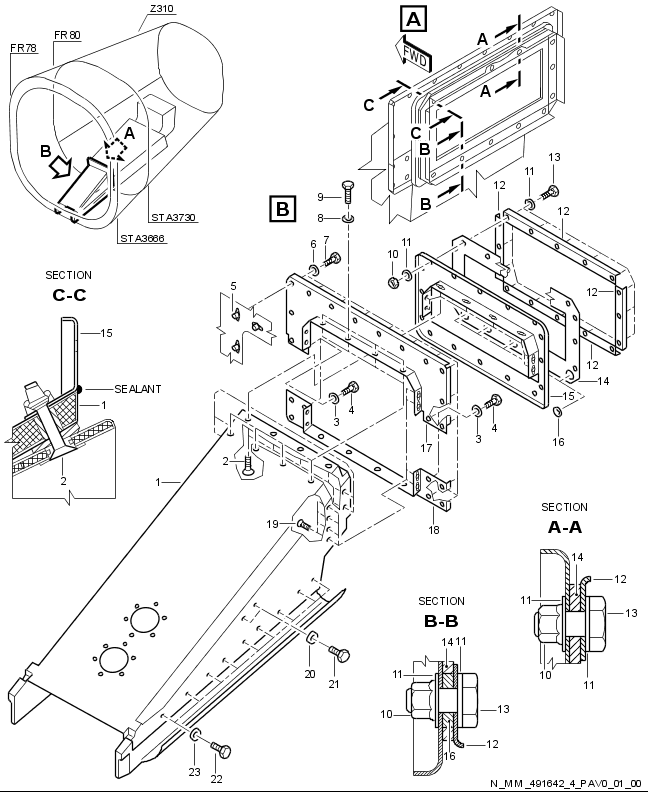 Z310
FR80
FR78
A
B
STA3730
STA3666
A
FWD
A
A
C
C
B
B
B
9
8
7
6
5
13
12
11
12
11
10
12
12
14
15
16
3
4
17
3
4
18
1
2
19
20
21
22
23
SECTION
C-C
15
SEALANT
1
2
SECTION
A-A
14
12
11
13
10
11
SECTION
B-B
14
11
11
10
13
12
16
N_MM_491642_4_PAV0_01_00